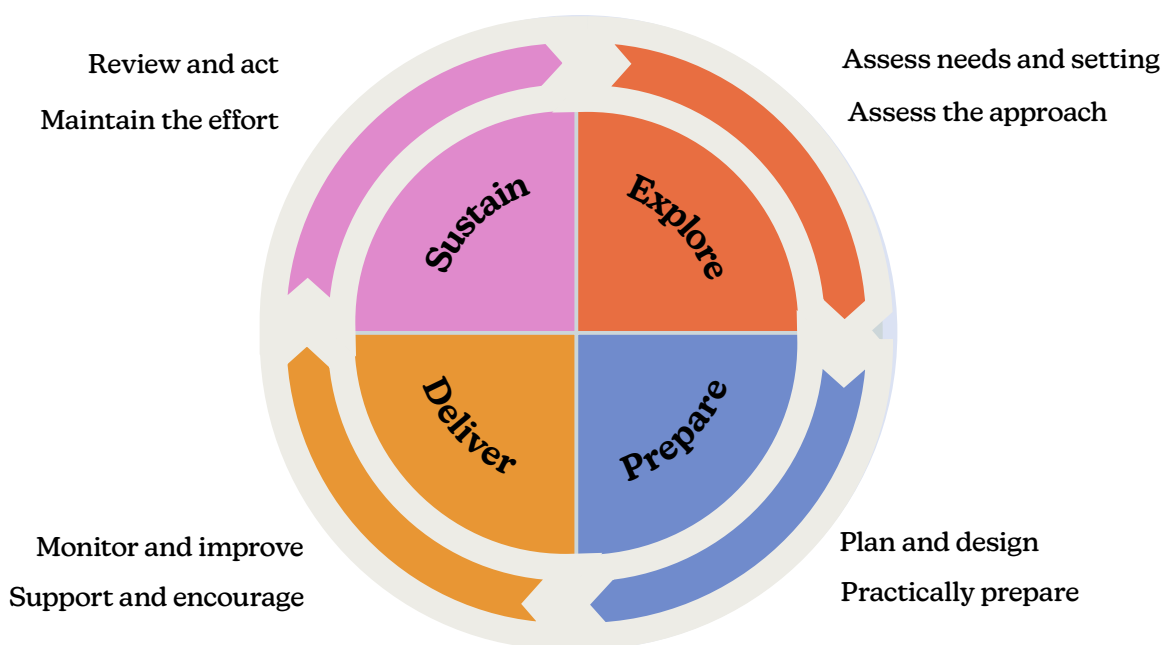 Review and act
Maintain the effort
Assess needs and setting
Assess the approach
Sustain
Explore
Deliver
Prepare
Monitor and improve
Support and encourage
Plan and design
Practically prepare